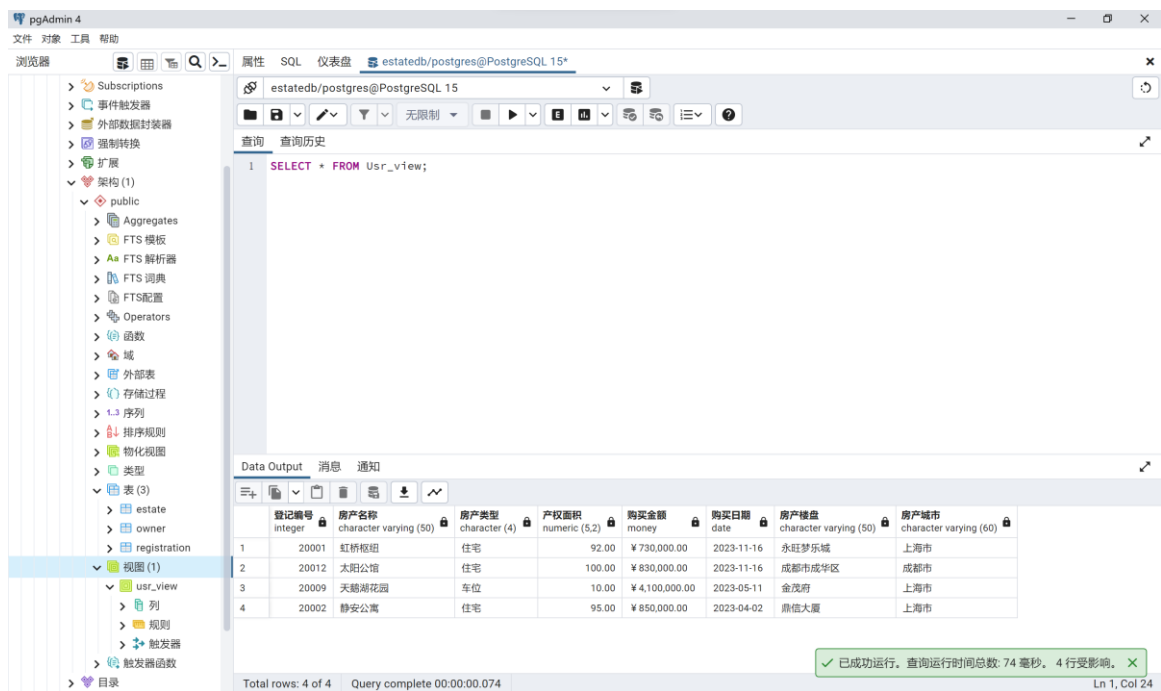 pgAdmin 4
文件 对象 工具 帮助
浏览器
属性 SQL 仪表盘 estatedb/postgres@PostgreSQL 15*
Subscriptions
事件触发器
外部数据封装器
强制转换
扩展
架构 (1)
public
Aggregates
FTS 模板
Aa FTS 解析器
FTS 词典
FTS配置
Operators
函数
域
外部表
存储过程
1..3 序列
排序规则
物化视图
类型
表 (3)
estate
owner
registration
视图 (1)
usr_view
列
规则
触发器
触发器函数
目录
estatedb/postgres@PostgreSQL 15
无限制
查询 查询历史
1 SELECT * FROM Usr_view;
Data Output 消息 通知
登记编号 房产名称 房产类型 产权面积 购买金额 购买日期 房产楼盘 房产城市
integer character varying (50) character (4) numeric (5,2) money date character varying (50) character varying (60)
1 20001 虹桥枢纽 住宅 92.00 ¥ 730,000.00 2023-11-16 永旺梦乐城 上海市
2 20012 太阳公馆 住宅 100.00 ¥ 830,000.00 2023-11-16 成都市成华区 成都市
3 20009 天鹅湖花园 车位 10.00 ¥ 4,100,000.00 2023-05-11 金茂府 上海市
4 20002 静安公寓 住宅 95.00 ¥ 850,000.00 2023-04-02 鼎信大厦 上海市
已成功运行。查询运行时间总数: 74 毫秒。 4 行受影响。
Total rows: 4 of 4 Query complete 00:00:00.074 Ln 1, Col 24